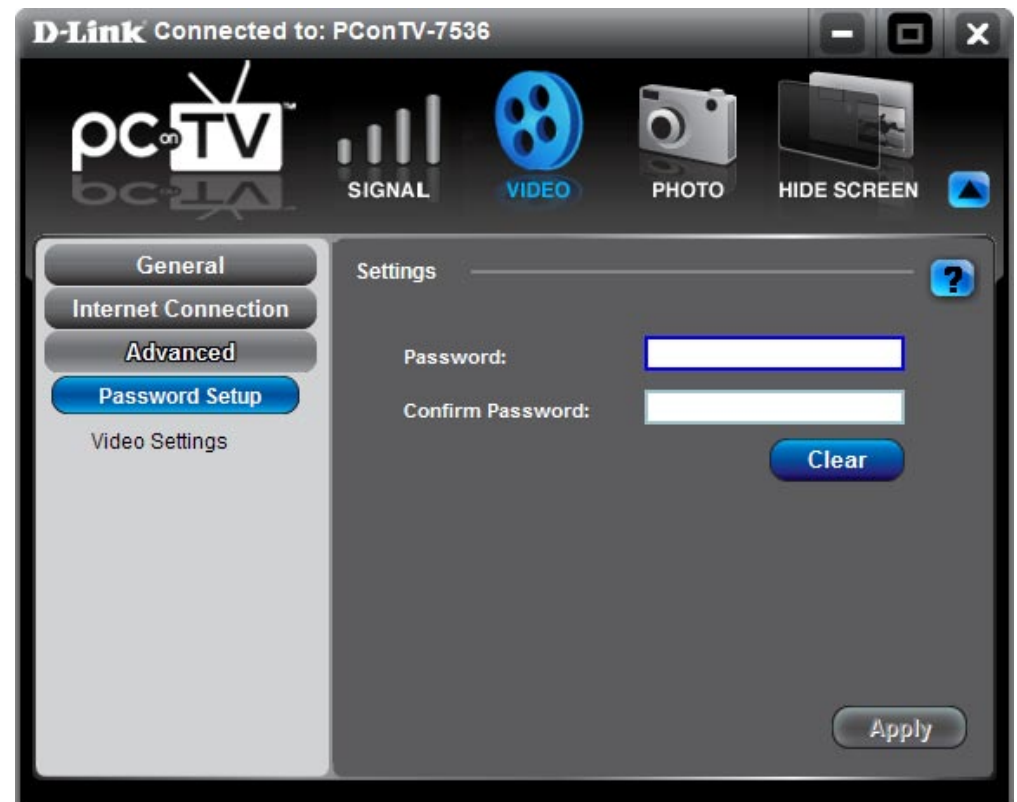 D-Link Connected to: PConTV-7536
PC on TV™
SIGNAL
VIDEO
PHOTO
HIDE SCREEN
General
Internet Connection
Advanced
Password Setup
Video Settings
Settings
?
Password:
Confirm Password:
Clear
Apply